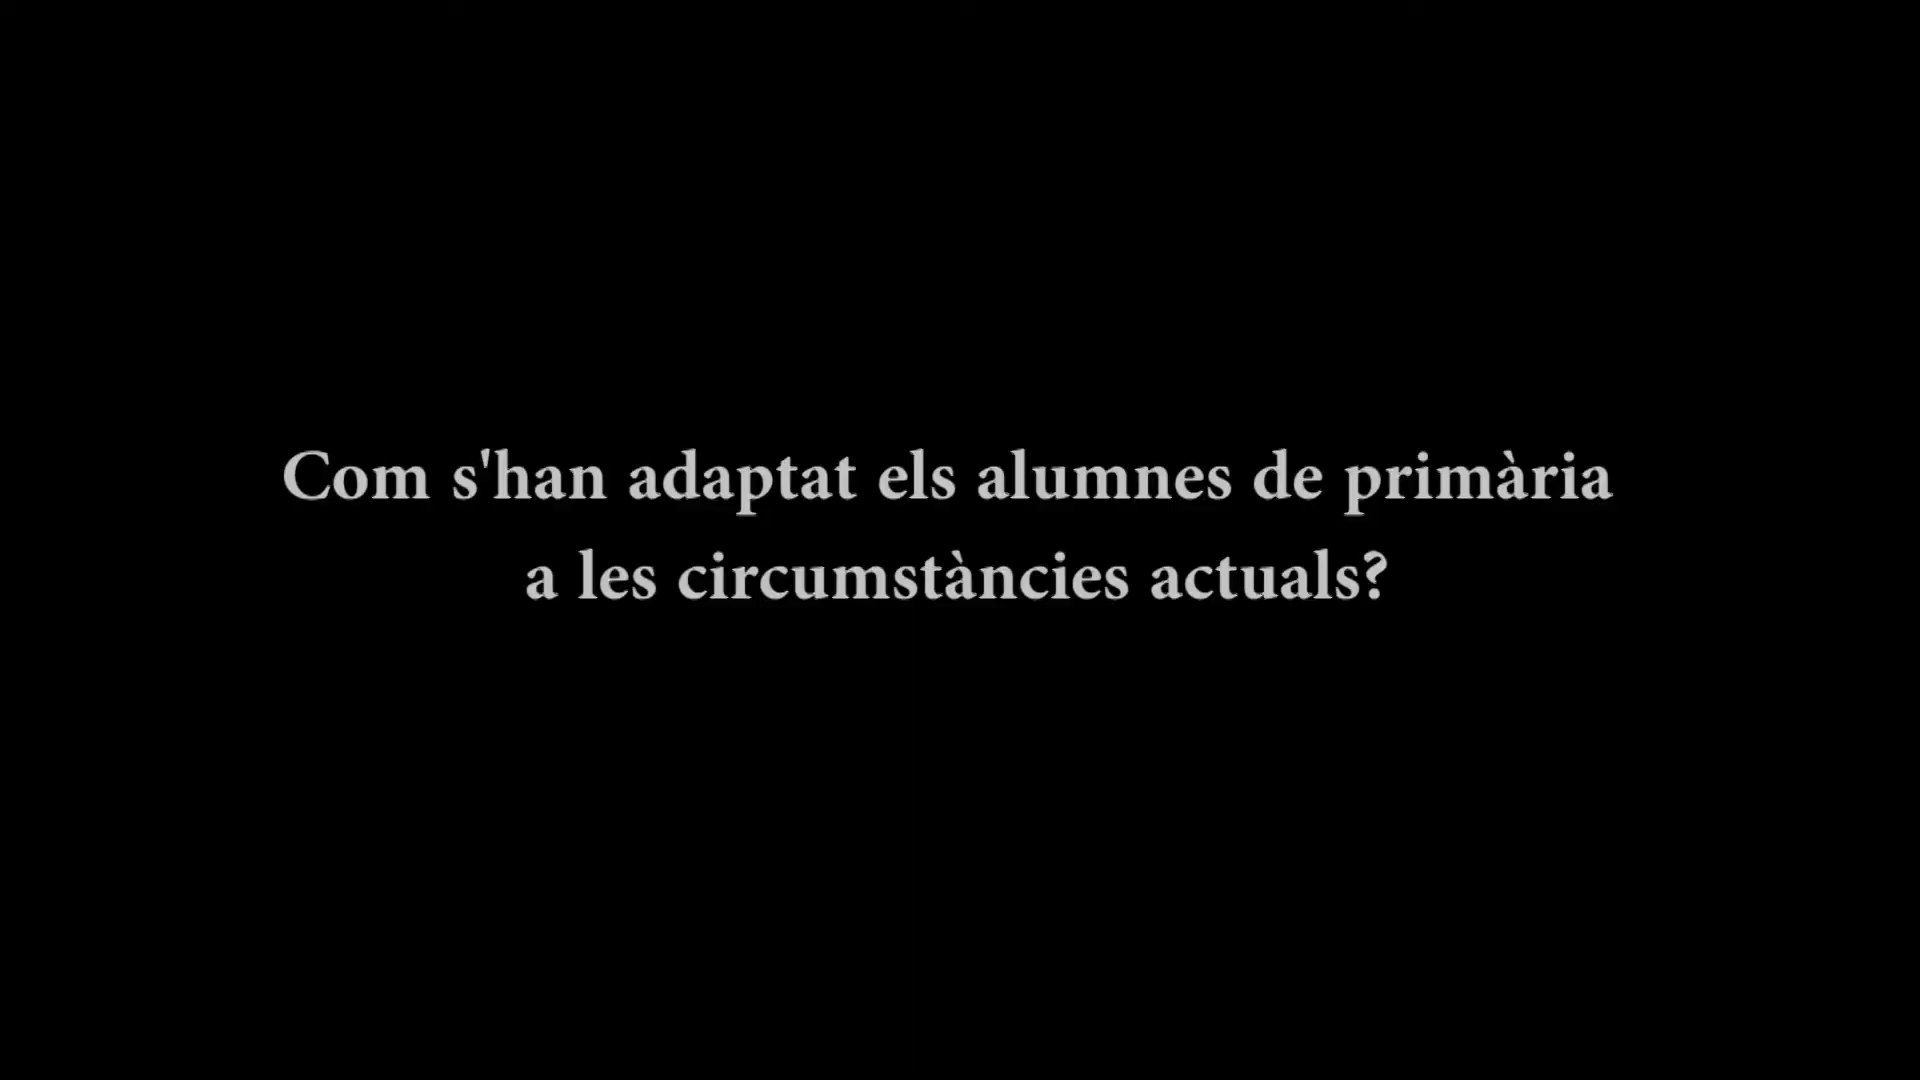 Com s'han adaptat els alumnes de primària
a les circumstàncies actuals?